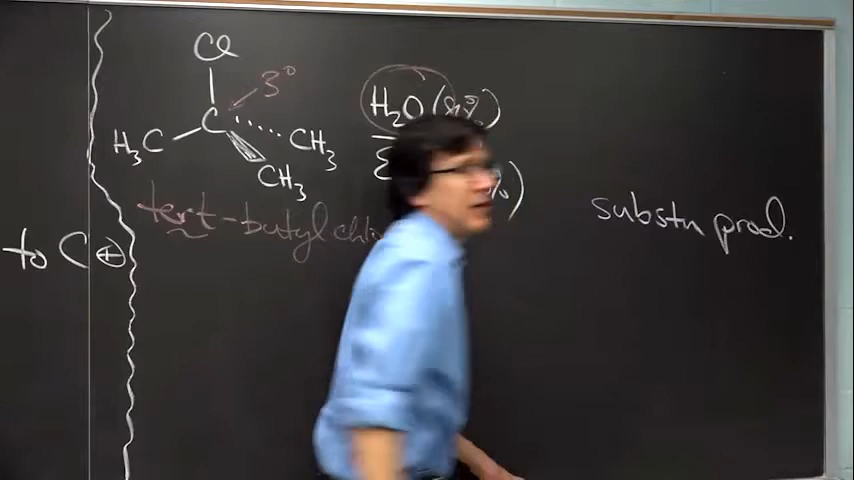 Cl
3°
H₂O
C
H₃C
CH₃
CH₃
tert-butyl
substn prod.
to C⊕